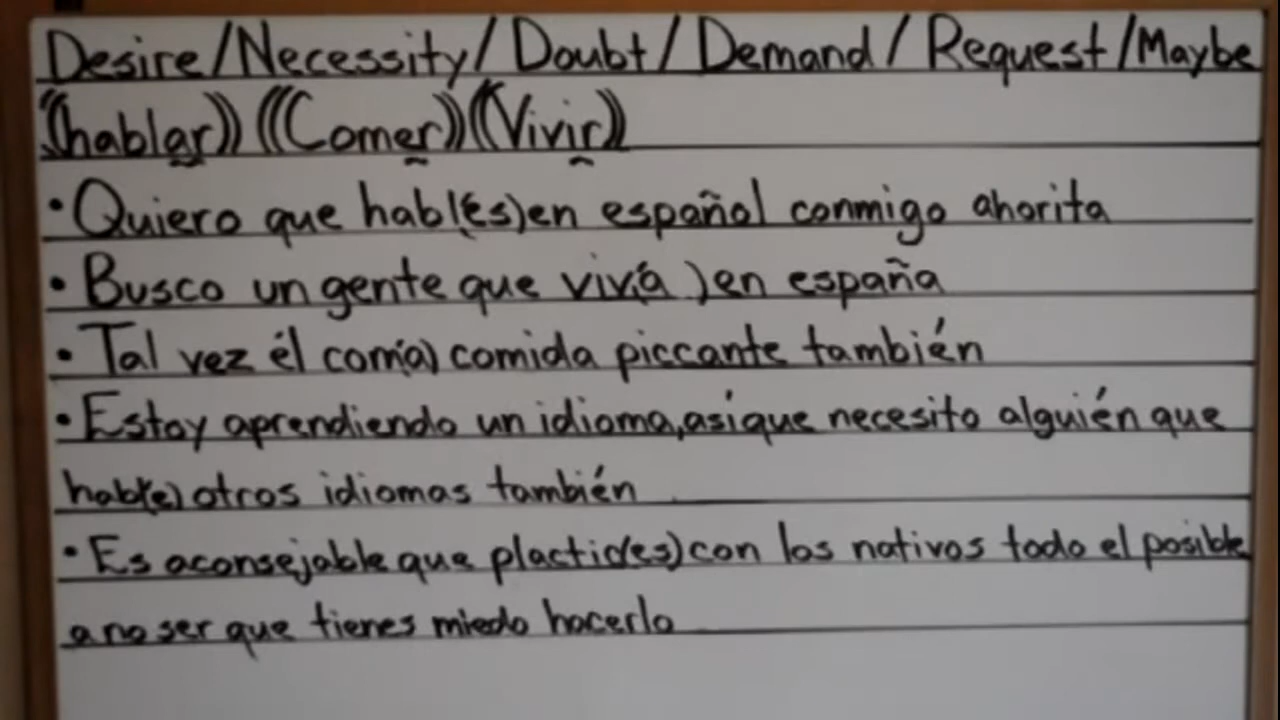 Desire/Necessity/Doubt/Demand/Request/Maybe
((hablar)) ((Comer)) ((Vivir))
• Quiero que habl(es) en español conmigo ahorita
• Busco un gente que viv(a) en españa
• Tal vez él com(a) comida piccante también
• Estoy aprendiendo un idioma, asíque necesito alguién que
habl(e) otros idiomas también
• Es aconsejable que plactic(es) con los nativos todo el posible
a no ser que tienes miedo hacerlo